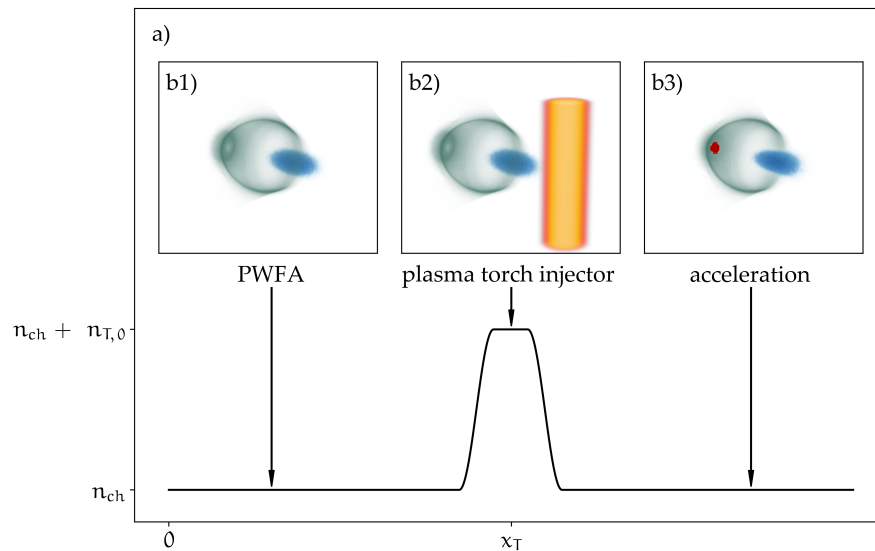 a)
b1)
b2)
b3)
PWFA
plasma torch injector
acceleration
n_ch + n_T,0
n_ch
0
x_T